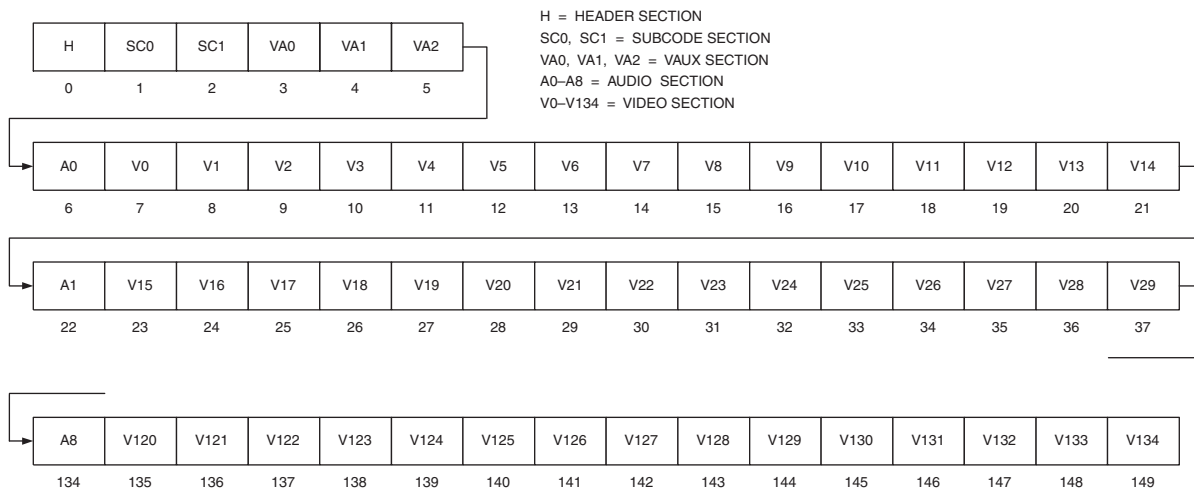 H = HEADER SECTION
SC0, SC1 = SUBCODE SECTION
VA0, VA1, VA2 = VAUX SECTION
A0–A8 = AUDIO SECTION
V0–V134 = VIDEO SECTION
H SC0 SC1 VA0 VA1 VA2
0 1 2 3 4 5
A0 V0 V1 V2 V3 V4 V5 V6 V7 V8 V9 V10 V11 V12 V13 V14
6 7 8 9 10 11 12 13 14 15 16 17 18 19 20 21
A1 V15 V16 V17 V18 V19 V20 V21 V22 V23 V24 V25 V26 V27 V28 V29
22 23 24 25 26 27 28 29 30 31 32 33 34 35 36 37
A8 V120 V121 V122 V123 V124 V125 V126 V127 V128 V129 V130 V131 V132 V133 V134
134 135 136 137 138 139 140 141 142 143 144 145 146 147 148 149